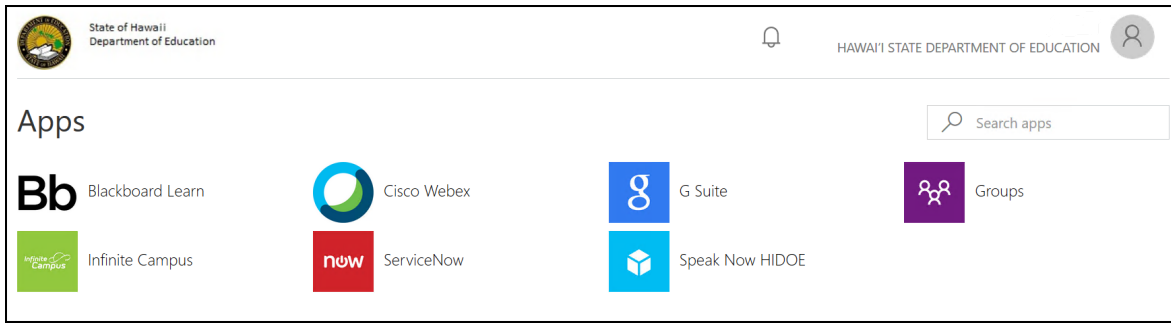 State of Hawaii
Department of Education
HAWAI'I STATE DEPARTMENT OF EDUCATION
Apps
Search apps
Bb Blackboard Learn
Cisco Webex
g G Suite
Groups
Infinite Campus Infinite Campus
now ServiceNow
Speak Now HIDOE